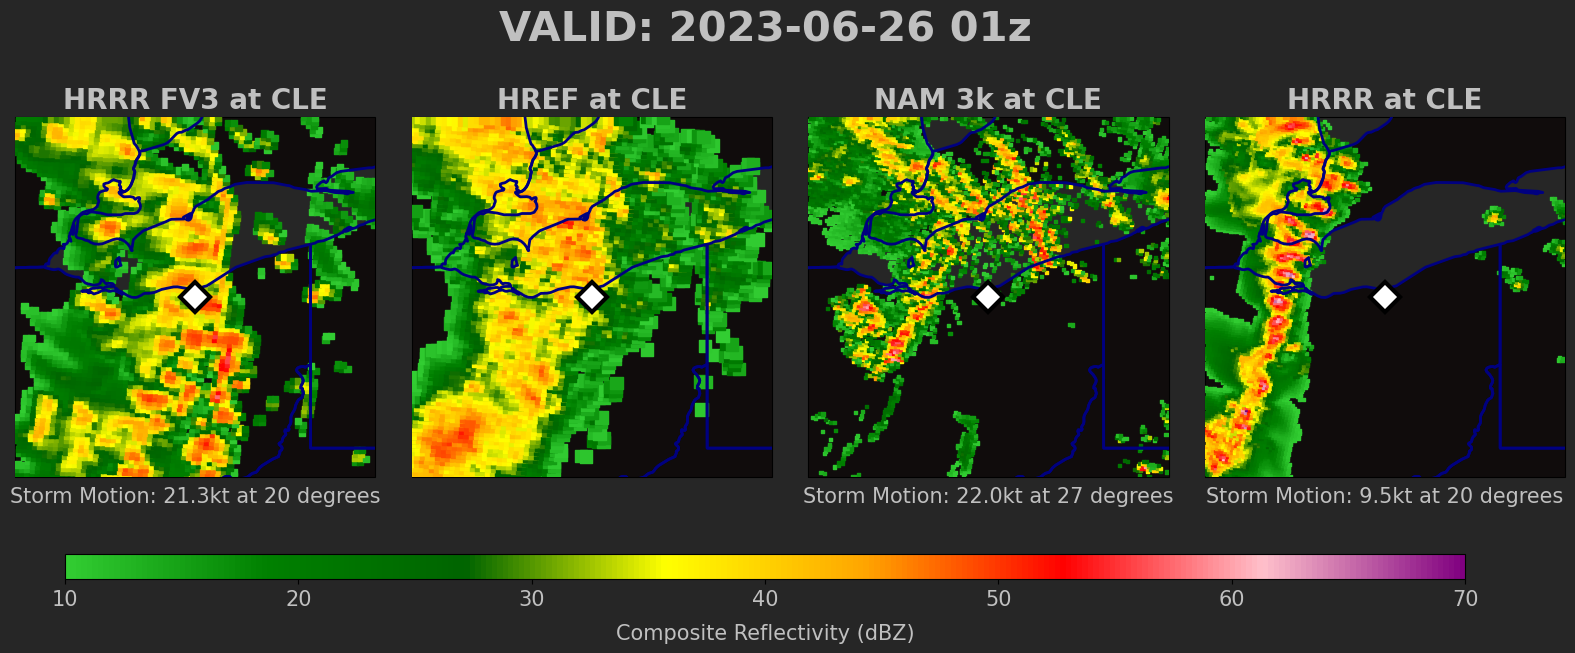 VALID: 2023-06-26 01z
HRRR FV3 at CLE
HREF at CLE
NAM 3k at CLE
HRRR at CLE
Storm Motion: 21.3kt at 20 degrees
Storm Motion: 22.0kt at 27 degrees
Storm Motion: 9.5kt at 20 degrees
10 20 30 40 50 60 70
Composite Reflectivity (dBZ)